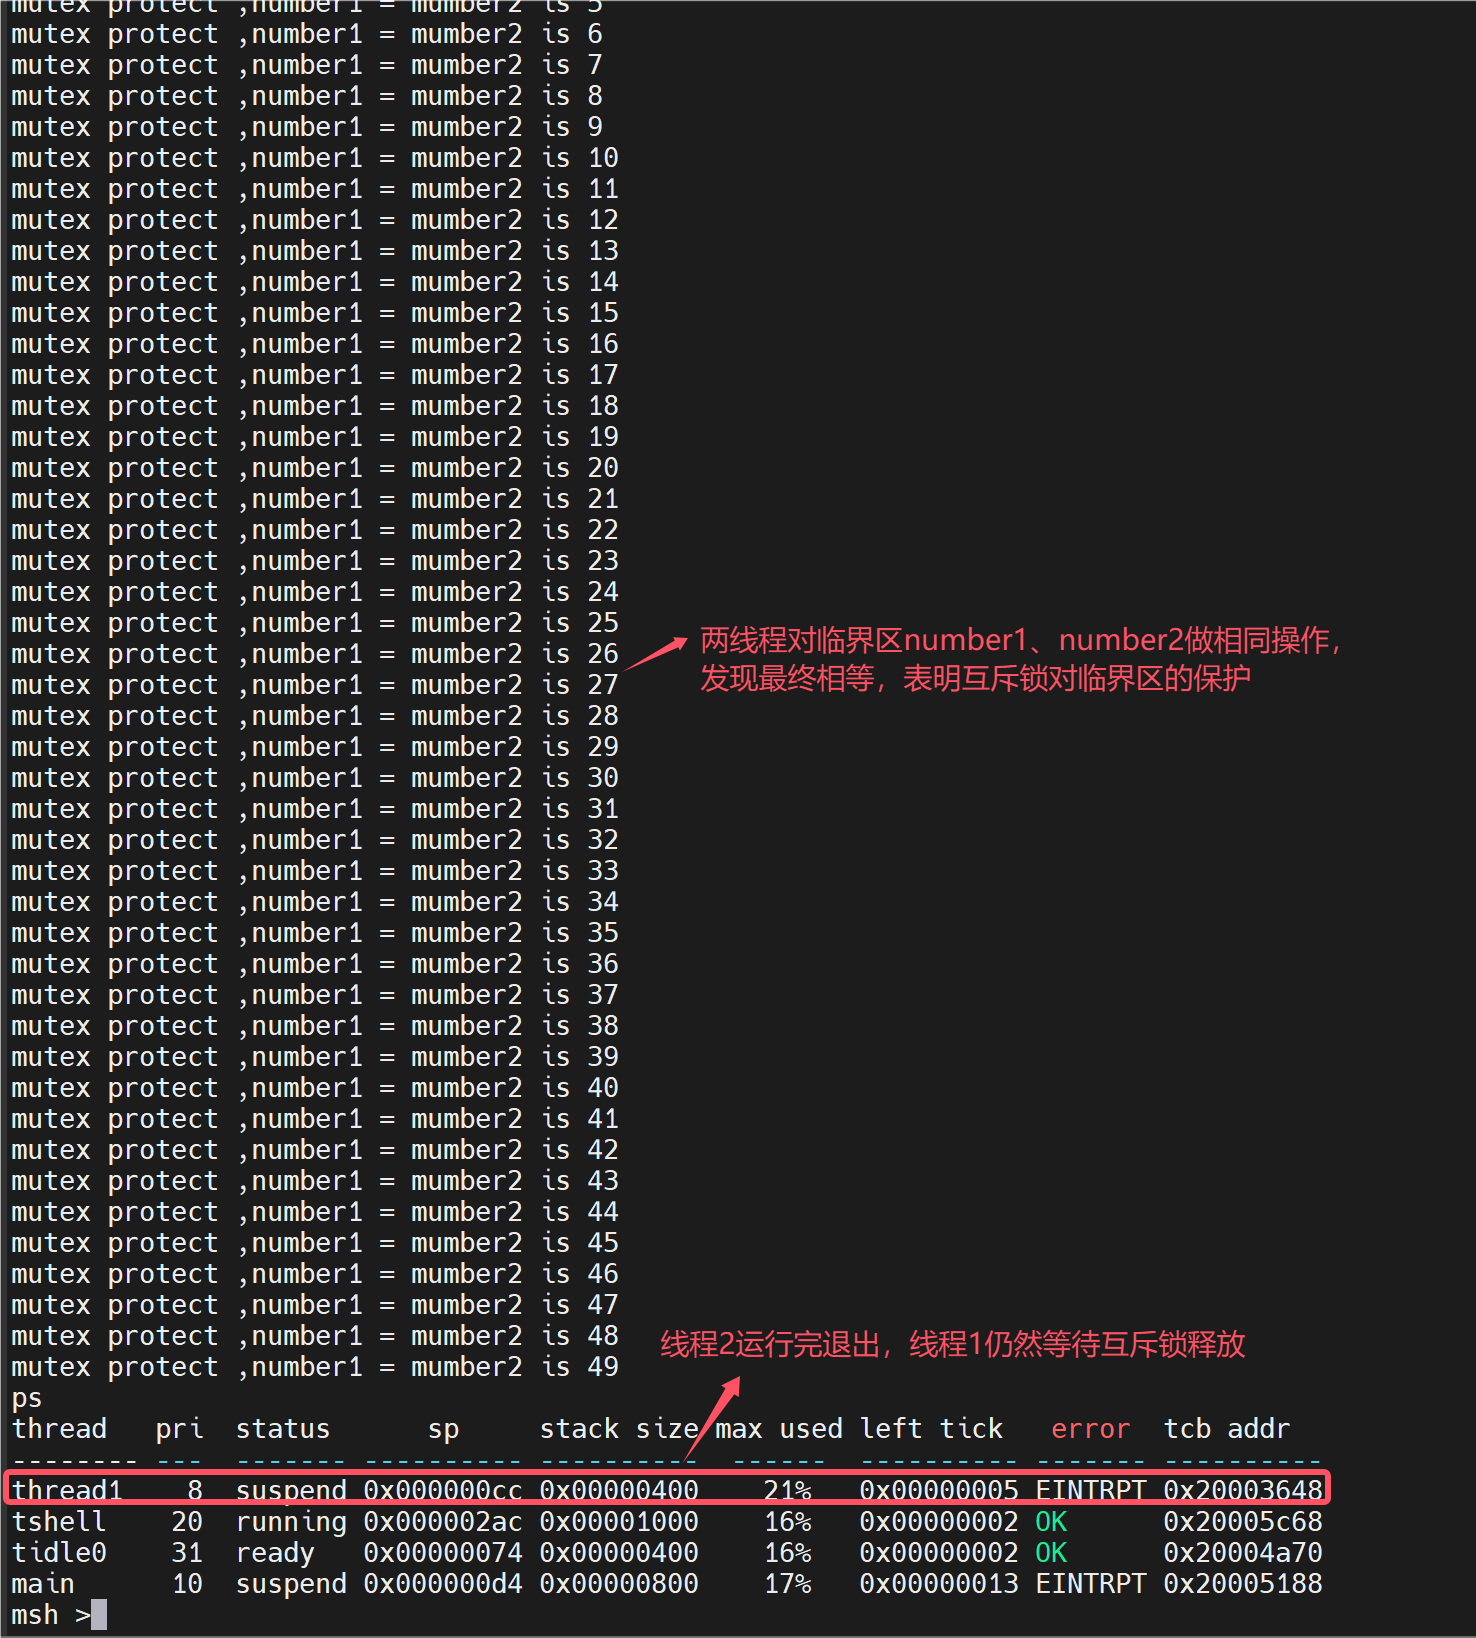 mutex protect ,number1 = mumber2 is 5
mutex protect ,number1 = mumber2 is 6
mutex protect ,number1 = mumber2 is 7
mutex protect ,number1 = mumber2 is 8
mutex protect ,number1 = mumber2 is 9
mutex protect ,number1 = mumber2 is 10
mutex protect ,number1 = mumber2 is 11
mutex protect ,number1 = mumber2 is 12
mutex protect ,number1 = mumber2 is 13
mutex protect ,number1 = mumber2 is 14
mutex protect ,number1 = mumber2 is 15
mutex protect ,number1 = mumber2 is 16
mutex protect ,number1 = mumber2 is 17
mutex protect ,number1 = mumber2 is 18
mutex protect ,number1 = mumber2 is 19
mutex protect ,number1 = mumber2 is 20
mutex protect ,number1 = mumber2 is 21
mutex protect ,number1 = mumber2 is 22
mutex protect ,number1 = mumber2 is 23
mutex protect ,number1 = mumber2 is 24
mutex protect ,number1 = mumber2 is 25
mutex protect ,number1 = mumber2 is 26
mutex protect ,number1 = mumber2 is 27
两线程对临界区number1、number2做相同操作，
发现最终相等，表明互斥锁对临界区的保护
mutex protect ,number1 = mumber2 is 28
mutex protect ,number1 = mumber2 is 29
mutex protect ,number1 = mumber2 is 30
mutex protect ,number1 = mumber2 is 31
mutex protect ,number1 = mumber2 is 32
mutex protect ,number1 = mumber2 is 33
mutex protect ,number1 = mumber2 is 34
mutex protect ,number1 = mumber2 is 35
mutex protect ,number1 = mumber2 is 36
mutex protect ,number1 = mumber2 is 37
mutex protect ,number1 = mumber2 is 38
mutex protect ,number1 = mumber2 is 39
mutex protect ,number1 = mumber2 is 40
mutex protect ,number1 = mumber2 is 41
mutex protect ,number1 = mumber2 is 42
mutex protect ,number1 = mumber2 is 43
mutex protect ,number1 = mumber2 is 44
mutex protect ,number1 = mumber2 is 45
mutex protect ,number1 = mumber2 is 46
mutex protect ,number1 = mumber2 is 47
mutex protect ,number1 = mumber2 is 48
mutex protect ,number1 = mumber2 is 49
线程2运行完退出，线程1仍然等待互斥锁释放
ps
thread   pri  status      sp     stack size max used left tick   error  tcb addr
-------- ---  ------- ---------- ----------  ------  ---------- ------- ----------
thread1    8  suspend 0x000000cc 0x00000400    21%   0x00000005 EINTRPT 0x20003648
tshell    20  running 0x000002ac 0x00001000    16%   0x00000002 OK      0x20005c68
tidle0    31  ready   0x00000074 0x00000400    16%   0x00000002 OK      0x20004a70
main      10  suspend 0x000000d4 0x00000800    17%   0x00000013 EINTRPT 0x20005188
msh >